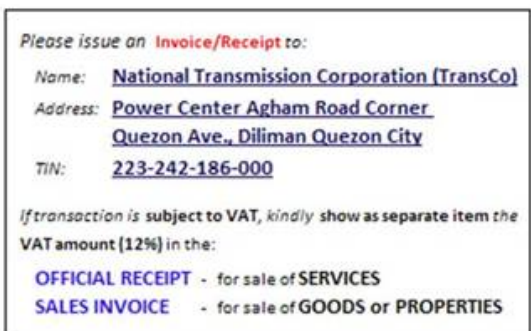 Please issue an Invoice/Receipt to:
Name: National Transmission Corporation (TransCo)
Address: Power Center Agham Road Corner
Quezon Ave., Diliman Quezon City
TIN: 223-242-186-000
If transaction is subject to VAT, kindly show as separate item the
VAT amount (12%) in the:
OFFICIAL RECEIPT - for sale of SERVICES
SALES INVOICE - for sale of GOODS or PROPERTIES